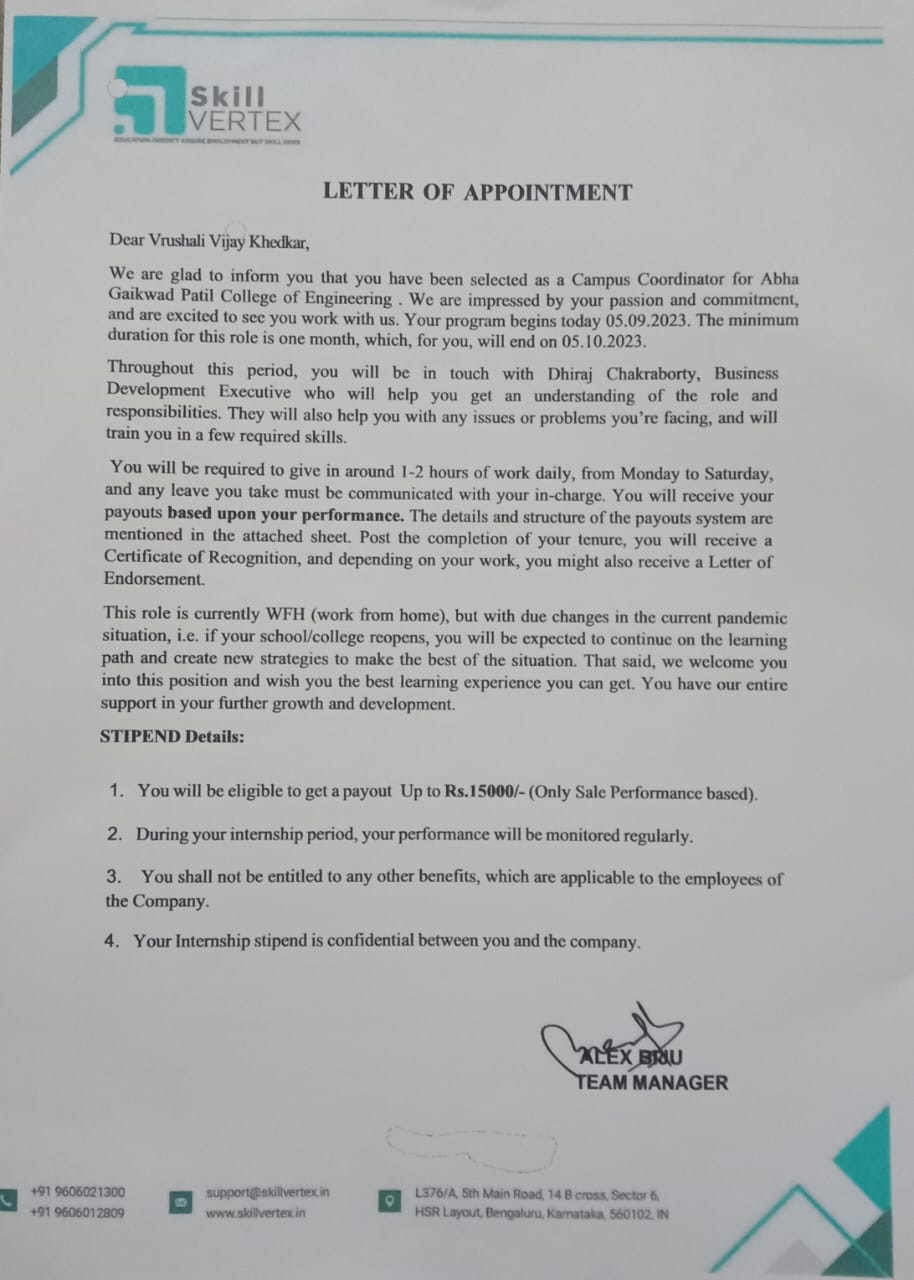 Skill
VERTEX
EDUCATION DOESN'T ASSURE EMPLOYMENT BUT SKILL DOES
LETTER OF APPOINTMENT
Dear Vrushali Vijay Khedkar,
We are glad to inform you that you have been selected as a Campus Coordinator for Abha
Gaikwad Patil College of Engineering . We are impressed by your passion and commitment,
and are excited to see you work with us. Your program begins today 05.09.2023. The minimum
duration for this role is one month, which, for you, will end on 05.10.2023.
Throughout this period, you will be in touch with Dhiraj Chakraborty, Business
Development Executive who will help you get an understanding of the role and
responsibilities. They will also help you with any issues or problems you're facing, and will
train you in a few required skills.
You will be required to give in around 1-2 hours of work daily, from Monday to Saturday,
and any leave you take must be communicated with your in-charge. You will receive your
payouts based upon your performance. The details and structure of the payouts system are
mentioned in the attached sheet. Post the completion of your tenure, you will receive a
Certificate of Recognition, and depending on your work, you might also receive a Letter of
Endorsement.
This role is currently WFH (work from home), but with due changes in the current pandemic
situation, i.e. if your school/college reopens, you will be expected to continue on the learning
path and create new strategies to make the best of the situation. That said, we welcome you
into this position and wish you the best learning experience you can get. You have our entire
support in your further growth and development.
STIPEND Details:
1. You will be eligible to get a payout Up to Rs.15000/- (Only Sale Performance based).
2. During your internship period, your performance will be monitored regularly.
3. You shall not be entitled to any other benefits, which are applicable to the employees of
the Company.
4. Your Internship stipend is confidential between you and the company.
ALEX
TEAM MANAGER
+91 9606021300
+91 9606012809
support@skillvertex.in
www.skillvertex.in
L376/A, 5th Main Road, 14 B cross, Sector 6,
HSR Layout, Bengaluru, Karnataka, 560102, IN